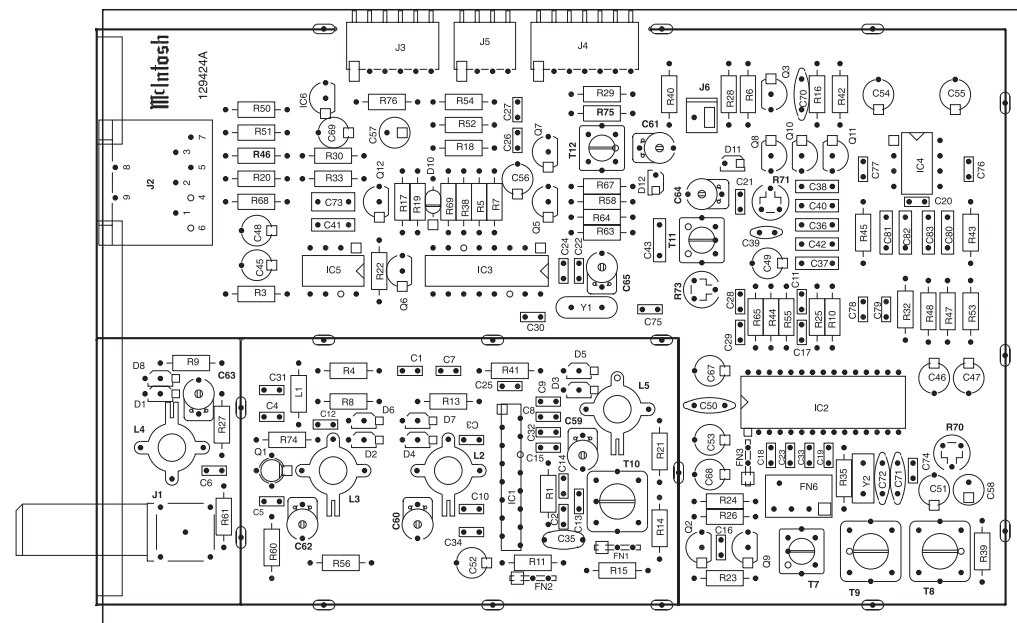 McIntosh
129424A
J3
J5
J4
R50
R51
R46
R20
R68
C48
C45
R3
IC6
C69
R76
C57
R30
R33
C73
C41
IC5
R54
R52
R18
C27
C26
Q7
C56
Q5
Q12
R17
R19
D10
R69
R38
R5
R7
R22
Q6
IC3
C24
C22
C65
Y1
C30
C75
R29
R75
T12
C61
R67
R58
R64
R63
D12
C43
R40
J6
R28
R6
Q3
C70
R16
R42
C54
C55
D11
Q8
Q10
Q11
C64
C21
R71
T11
C39
R73
C49
C38
C40
C36
C42
C37
C77
IC4
C76
C20
R45
C81
C82
C83
C80
R43
C28
C29
R65
R44
R55
C11
C17
R25
R10
C78
C79
R32
R48
R47
R53
J2
8
9
7
3
5
2
4
1
6
D8
D1
R9
C63
L4
R27
C6
J1
R61
C31
C4
L1
R4
R8
C12
R74
Q1
D6
D2
L3
C5
C62
R60
R56
C1
C7
R13
D7
D4
L2
C3
C60
C10
C34
C52
R41
C25
C9
C8
C32
C15
D5
D3
L5
C59
IC1
R1
C14
C2
C13
C35
T10
R21
R14
FN1
R11
FN2
R15
C67
C50
C53
C68
IC2
C46
C47
FN3
C18
C23
C33
C19
R35
Y2
C72
C71
C74
R70
C51
C58
FN6
R24
R26
Q2
C16
Q9
R23
T7
T9
T8
R39